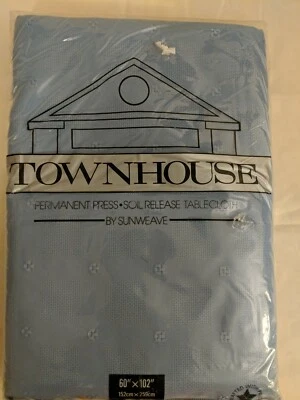 TOWNHOUSE
PERMANENT PRESS•SOIL RELEASE TABLECLOTH
BY SUNWEAVE
60"×102"